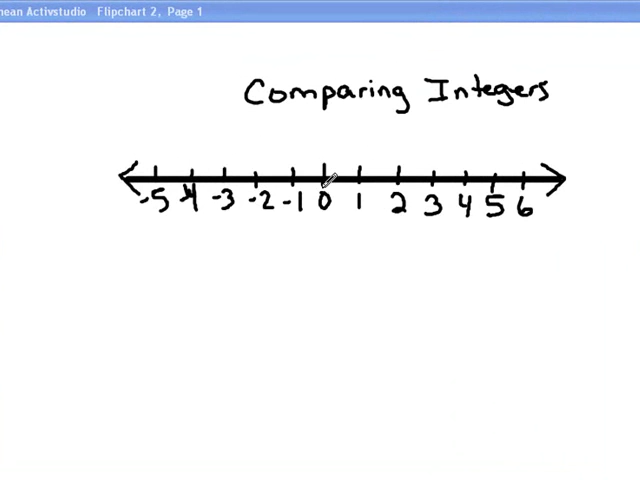 nean Activstudio Flipchart 2, Page 1
Comparing Integers
-5 -4 -3 -2 -1 0 1 2 3 4 5 6